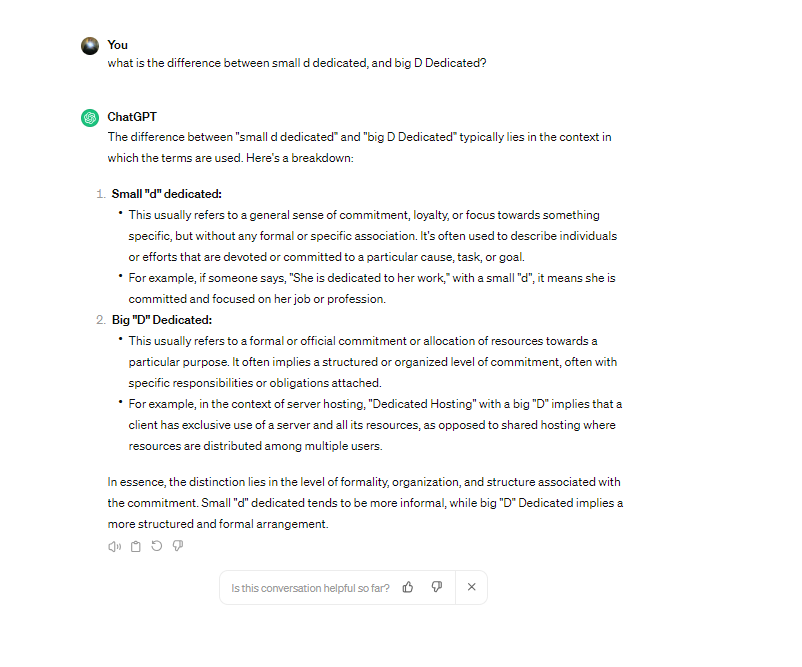 You
what is the difference between small d dedicated, and big D Dedicated?
ChatGPT
The difference between "small d dedicated" and "big D Dedicated" typically lies in the context in
which the terms are used. Here's a breakdown:
1. Small "d" dedicated:
• This usually refers to a general sense of commitment, loyalty, or focus towards something
specific, but without any formal or specific association. It's often used to describe individuals
or efforts that are devoted or committed to a particular cause, task, or goal.
• For example, if someone says, "She is dedicated to her work," with a small "d", it means she is
committed and focused on her job or profession.
2. Big "D" Dedicated:
• This usually refers to a formal or official commitment or allocation of resources towards a
particular purpose. It often implies a structured or organized level of commitment, often with
specific responsibilities or obligations attached.
• For example, in the context of server hosting, "Dedicated Hosting" with a big "D" implies that a
client has exclusive use of a server and all its resources, as opposed to shared hosting where
resources are distributed among multiple users.
In essence, the distinction lies in the level of formality, organization, and structure associated with
the commitment. Small "d" dedicated tends to be more informal, while big "D" Dedicated implies a
more structured and formal arrangement.
Is this conversation helpful so far?